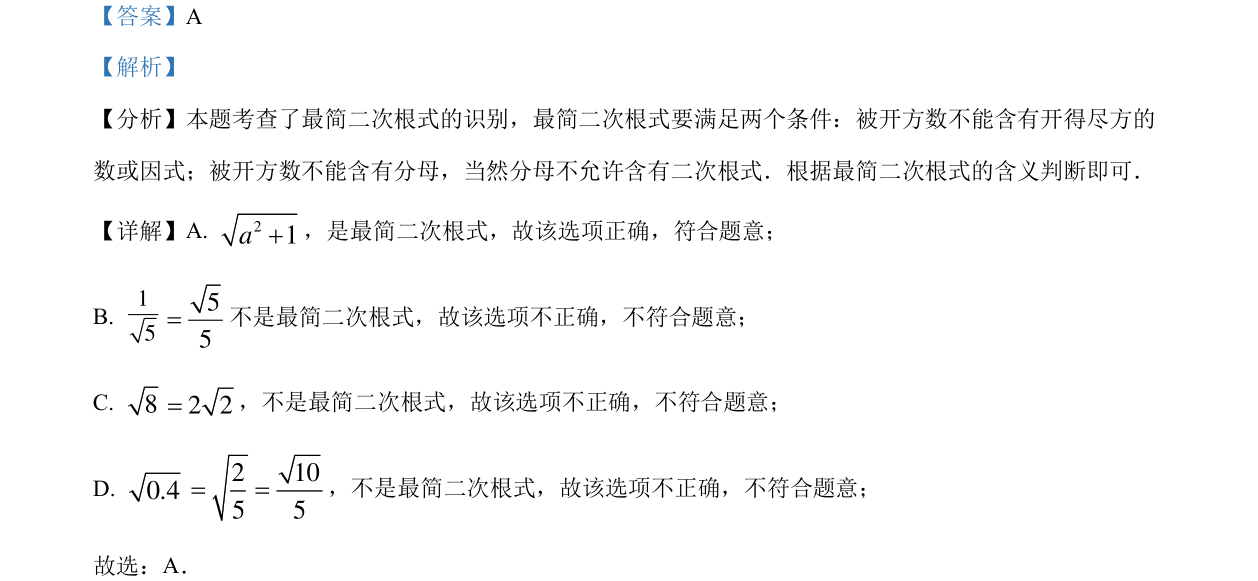 【答案】A
【解析】
【分析】本题考查了最简二次根式的识别，最简二次根式要满足两个条件：被开方数不能含有开得尽方的
数或因式；被开方数不能含有分母，当然分母不允许含有二次根式．根据最简二次根式的含义判断即可．
【详解】A. √(a²+1)，是最简二次根式，故该选项正确，符合题意；
B. 1/√5 = √5/5 不是最简二次根式，故该选项不正确，不符合题意；
C. √8 = 2√2，不是最简二次根式，故该选项不正确，不符合题意；
D. √0.4 = √(2/5) = √10/5，不是最简二次根式，故该选项不正确，不符合题意；
故选：A．